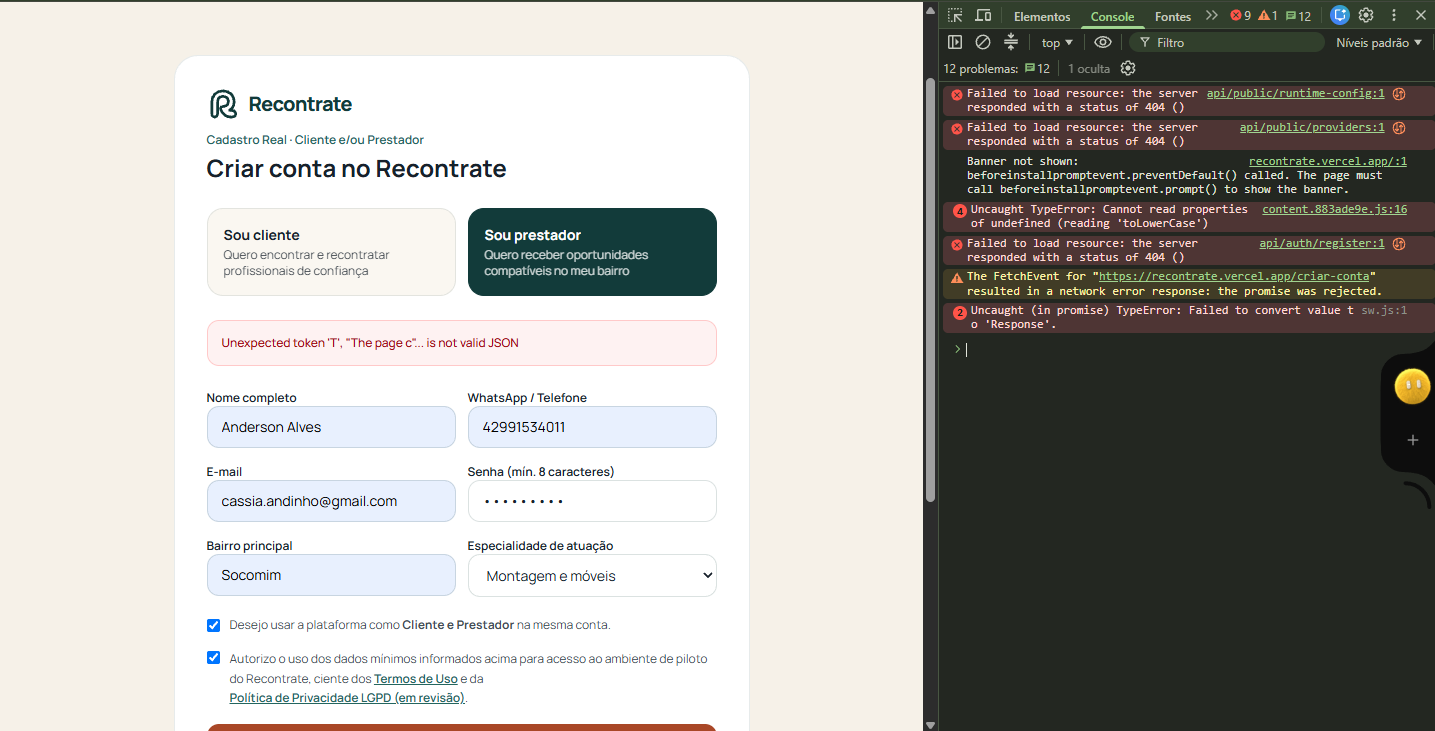 Recontrate
Cadastro Real · Cliente e/ou Prestador
Criar conta no Recontrate
Sou cliente
Quero encontrar e recontratar
profissionais de confiança
Sou prestador
Quero receber oportunidades
compatíveis no meu bairro
Unexpected token 'T', "The page c"... is not valid JSON
Nome completo
Anderson Alves
WhatsApp / Telefone
42991534011
E-mail
cassia.andinho@gmail.com
Senha (mín. 8 caracteres)
•••••••••
Bairro principal
Socomim
Especialidade de atuação
Montagem e móveis
Desejo usar a plataforma como Cliente e Prestador na mesma conta.
Autorizo o uso dos dados mínimos informados acima para acesso ao ambiente de piloto
do Recontrate, ciente dos Termos de Uso e da
Política de Privacidade LGPD (em revisão).
Elementos Console Fontes 9 1 12
top Filtro Níveis padrão
12 problemas: 12 1 oculta
Failed to load resource: the server api/public/runtime-config:1
responded with a status of 404 ()
Failed to load resource: the server api/public/providers:1
responded with a status of 404 ()
Banner not shown: recontrate.vercel.app/:1
beforeinstallpromptevent.preventDefault() called. The page must
call beforeinstallpromptevent.prompt() to show the banner.
4 Uncaught TypeError: Cannot read properties content.883ade9e.js:16
of undefined (reading 'toLowerCase')
Failed to load resource: the server api/auth/register:1
responded with a status of 404 ()
The FetchEvent for "https://recontrate.vercel.app/criar-conta"
resulted in a network error response: the promise was rejected.
2 Uncaught (in promise) TypeError: Failed to convert value t sw.js:1
o 'Response'.